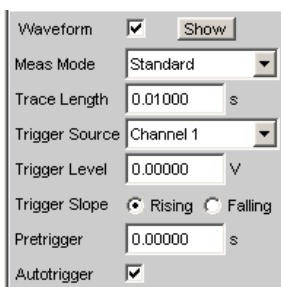 Waveform Show
Meas Mode Standard
Trace Length 0.01000 s
Trigger Source Channel 1
Trigger Level 0.00000 V
Trigger Slope Rising Falling
Pretrigger 0.00000 s
Autotrigger